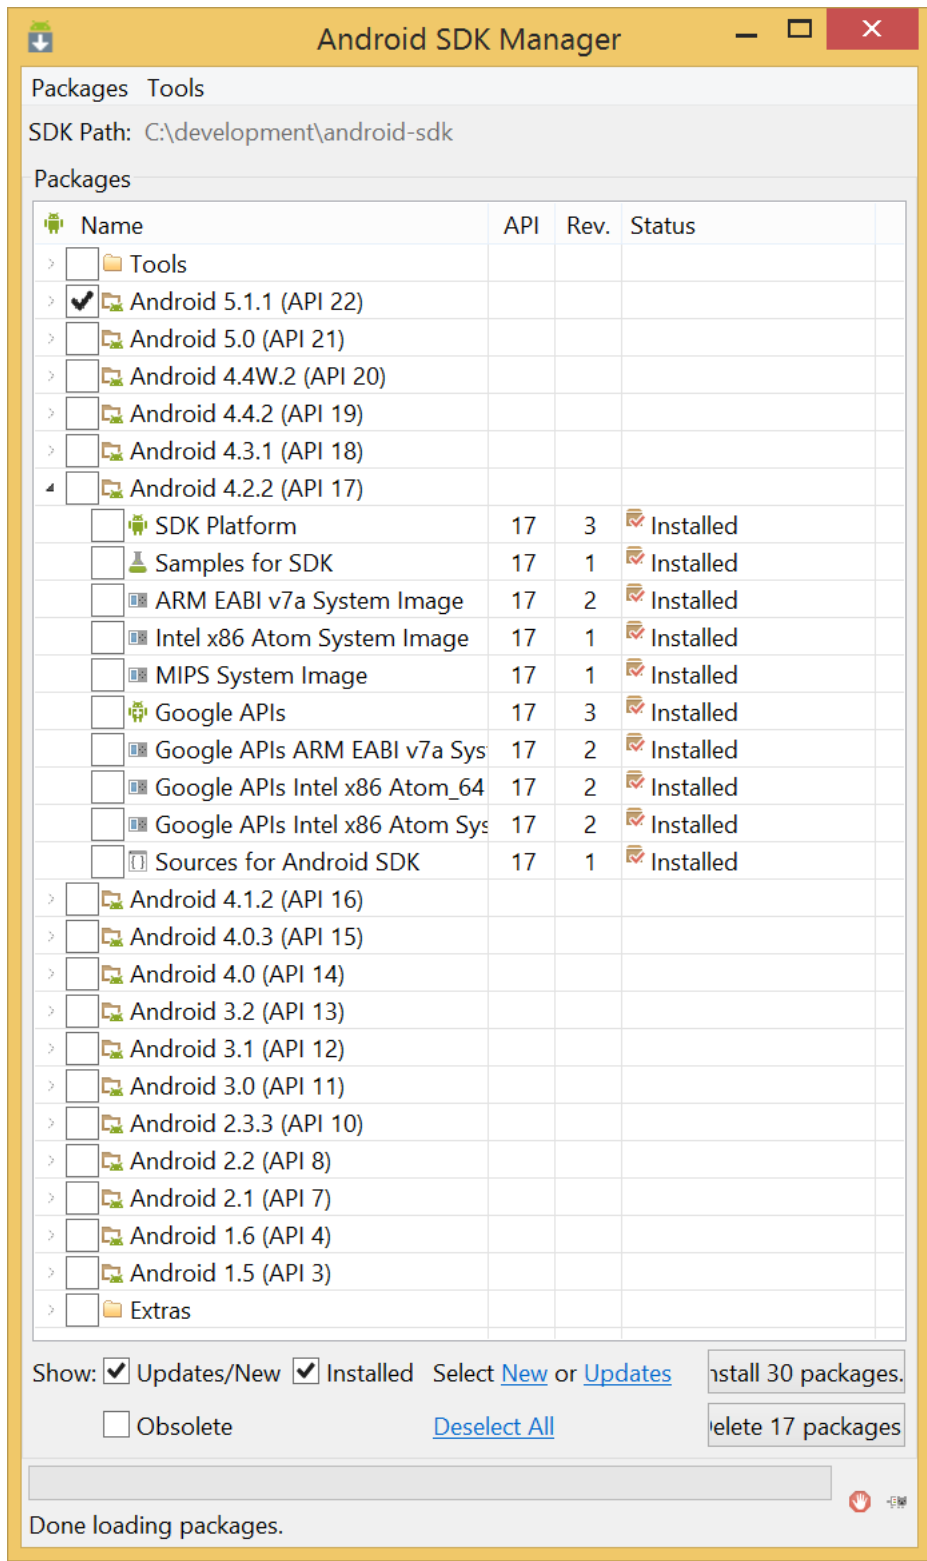 Android SDK Manager
Packages Tools
SDK Path: C:\development\android-sdk
Packages
Name API Rev. Status
Tools
Android 5.1.1 (API 22)
Android 5.0 (API 21)
Android 4.4W.2 (API 20)
Android 4.4.2 (API 19)
Android 4.3.1 (API 18)
Android 4.2.2 (API 17)
SDK Platform 17 3 Installed
Samples for SDK 17 1 Installed
ARM EABI v7a System Image 17 2 Installed
Intel x86 Atom System Image 17 1 Installed
MIPS System Image 17 1 Installed
Google APIs 17 3 Installed
Google APIs ARM EABI v7a Sys 17 2 Installed
Google APIs Intel x86 Atom_64 17 2 Installed
Google APIs Intel x86 Atom Sys 17 2 Installed
Sources for Android SDK 17 1 Installed
Android 4.1.2 (API 16)
Android 4.0.3 (API 15)
Android 4.0 (API 14)
Android 3.2 (API 13)
Android 3.1 (API 12)
Android 3.0 (API 11)
Android 2.3.3 (API 10)
Android 2.2 (API 8)
Android 2.1 (API 7)
Android 1.6 (API 4)
Android 1.5 (API 3)
Extras
Show: Updates/New Installed Select New or Updates nstall 30 packages.
Obsolete Deselect All elete 17 packages
Done loading packages.